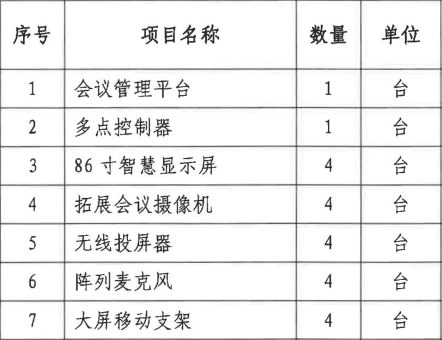 序号 项目名称 数量 单位
1 会议管理平台 1 台
2 多点控制器 1 台
3 86寸智慧显示屏 4 台
4 拓展会议摄像机 4 台
5 无线投屏器 4 台
6 阵列麦克风 4 台
7 大屏移动支架 4 台